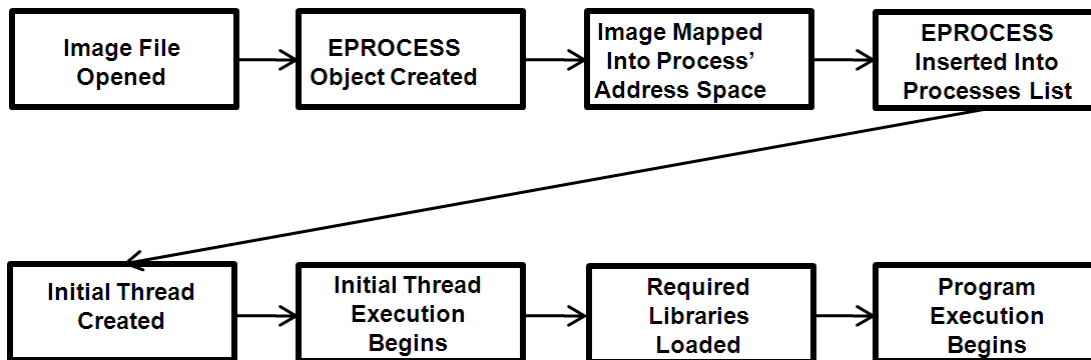 Image File
Opened
EPROCESS
Object Created
Image Mapped
Into Process'
Address Space
EPROCESS
Inserted Into
Processes List
Initial Thread
Created
Initial Thread
Execution
Begins
Required
Libraries
Loaded
Program
Execution
Begins